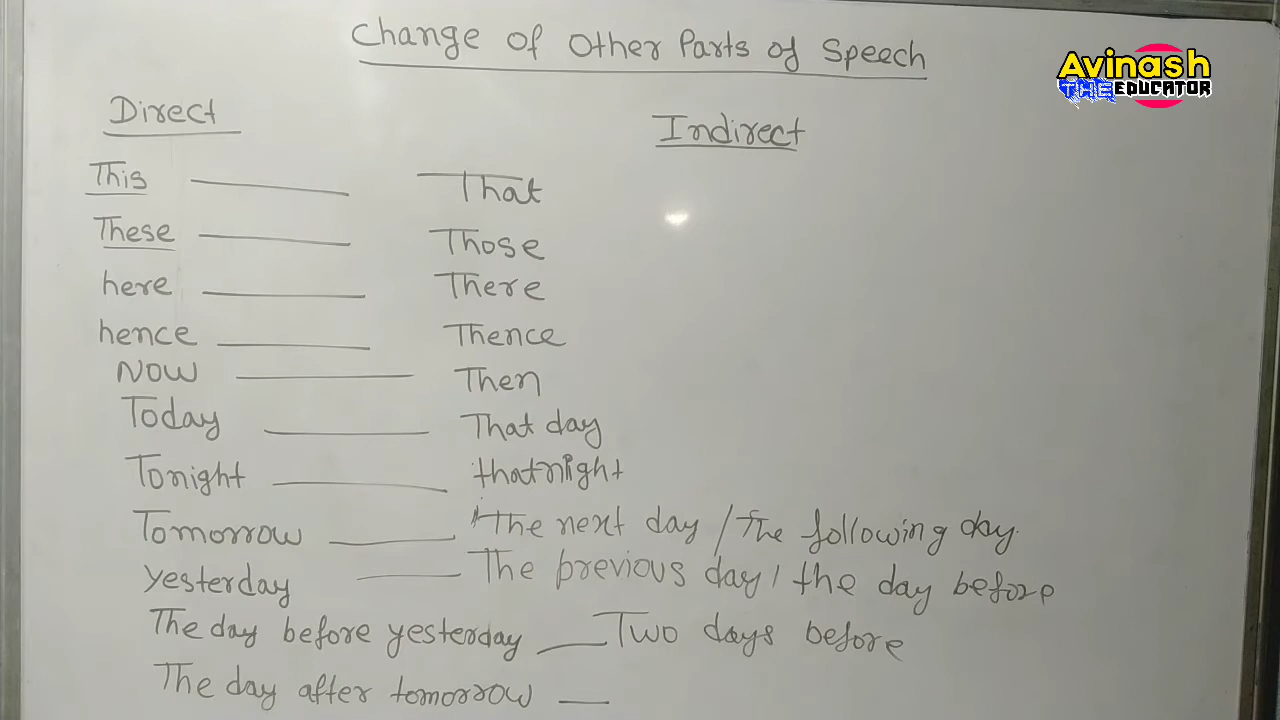 Change of Other Parts of Speech
Avinash
THE EDUCATOR
Direct Indirect
This That
These Those
here There
hence Thence
Now Then
Today That day
Tonight that night
Tomorrow The next day / The following day.
yesterday The previous day / the day before
The day before yesterday Two days before
The day after tomorrow